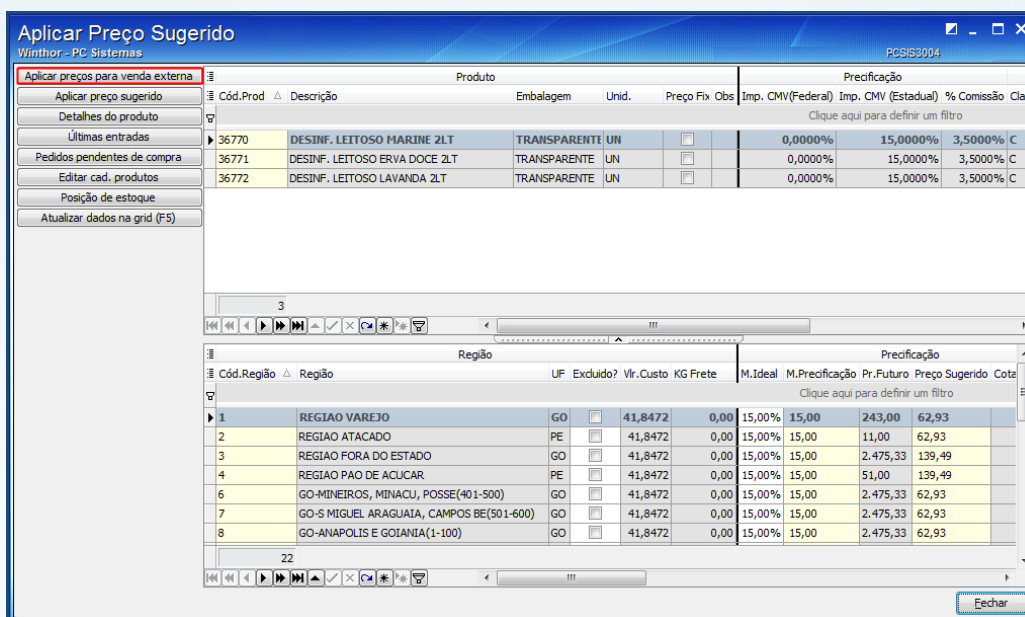 Aplicar Preço Sugerido
Winthor - PC Sistemas
PCSIS3004
Aplicar preços para venda externa
Aplicar preço sugerido
Detalhes do produto
Últimas entradas
Pedidos pendentes de compra
Editar cad. produtos
Posição de estoque
Atualizar dados na grid (F5)
Produto Precificação
Cód.Prod Descrição Embalagem Unid. Preço Fix Obs Imp. CMV(Federal) Imp. CMV (Estadual) % Comissão Cla
Clique aqui para definir um filtro
36770 DESINF. LEITOSO MARINE 2LT TRANSPARENTE UN 0,0000% 15,0000% 3,5000% C
36771 DESINF. LEITOSO ERVA DOCE 2LT TRANSPARENTE UN 0,0000% 15,0000% 3,5000% C
36772 DESINF. LEITOSO LAVANDA 2LT TRANSPARENTE UN 0,0000% 15,0000% 3,5000% C
3
Região Precificação
Cód.Região Região UF Excluido? Vlr.Custo KG Frete M.Ideal M.Precificação Pr.Futuro Preço Sugerido Cota
Clique aqui para definir um filtro
1 REGIAO VAREJO GO 41,8472 0,00 15,00% 15,00 243,00 62,93
2 REGIAO ATACADO PE 41,8472 0,00 15,00% 15,00 11,00 62,93
3 REGIAO FORA DO ESTADO GO 41,8472 0,00 15,00% 15,00 2.475,33 139,49
4 REGIAO PAO DE ACUCAR PE 41,8472 0,00 15,00% 15,00 51,00 139,49
6 GO-MINEIROS, MINACU, POSSE(401-500) GO 41,8472 0,00 15,00% 15,00 2.475,33 62,93
7 GO-S MIGUEL ARAGUAIA, CAMPOS BE(501-600) GO 41,8472 0,00 15,00% 15,00 2.475,33 62,93
8 GO-ANAPOLIS E GOIANIA(1-100) GO 41,8472 0,00 15,00% 15,00 2.475,33 62,93
22
Fechar